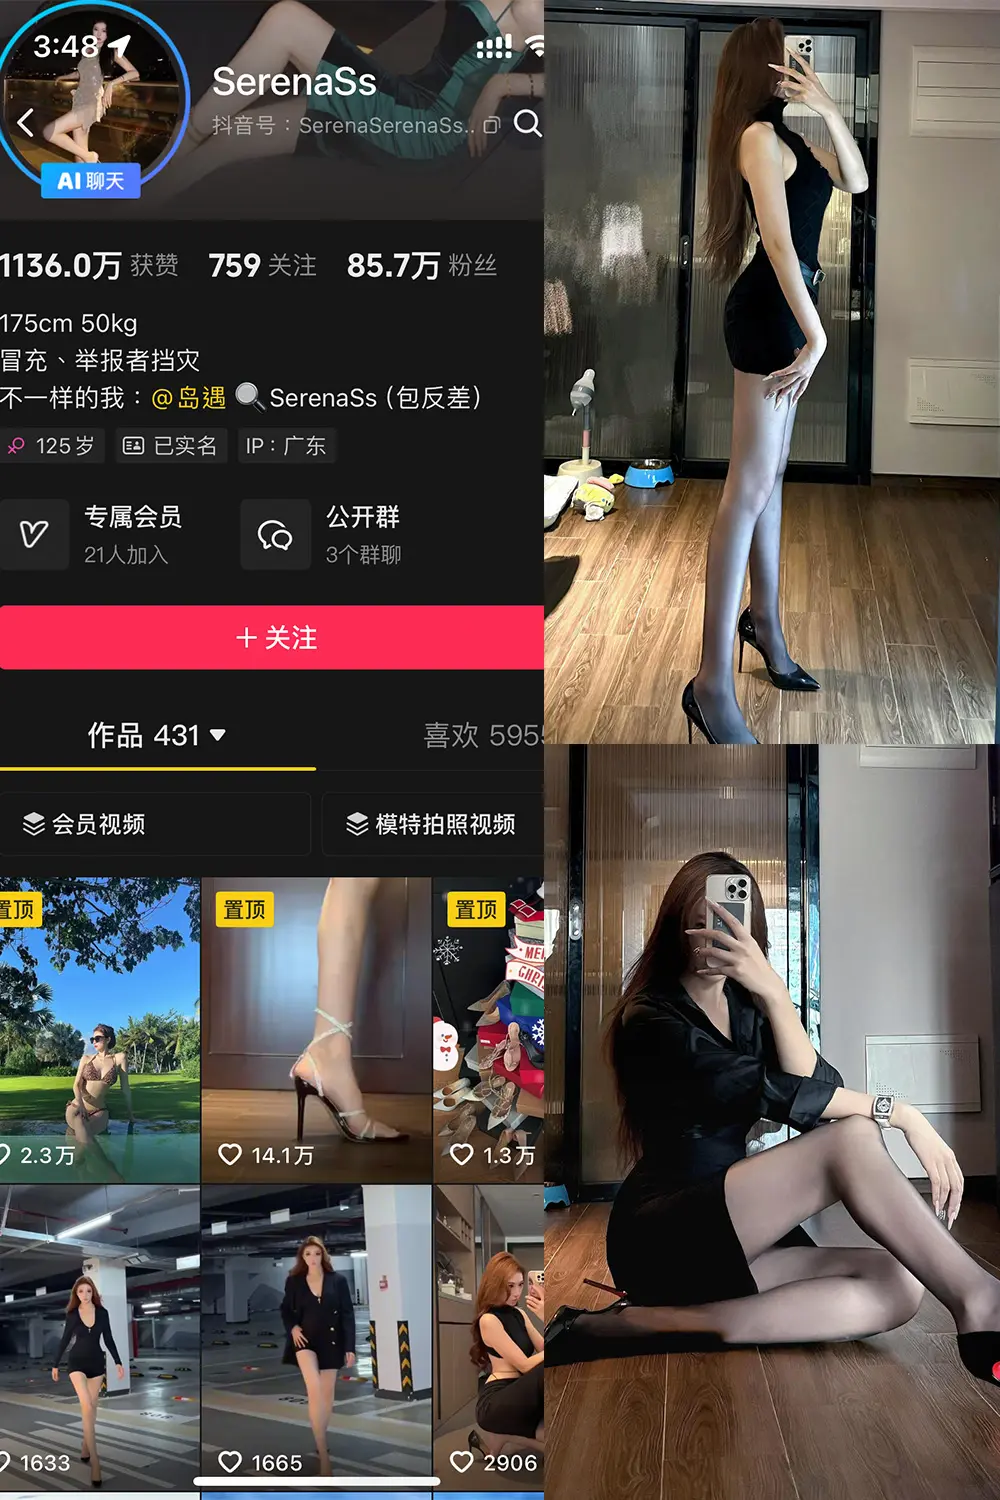 3:48
SerenaSs
抖音号：SerenaSerenaSs..
AI 聊天
1136.0万 获赞 759 关注 85.7万 粉丝
175cm 50kg
冒充、举报者挡灾
不一样的我：@岛遇 SerenaSs（包反差）
125岁 已实名 IP：广东
专属会员 公开群
21人加入 3个群聊
+ 关注
作品 431 喜欢 595
会员视频 模特拍照视频
置顶 置顶 置顶
2.3万 14.1万 1.3万
1633 1665 2906